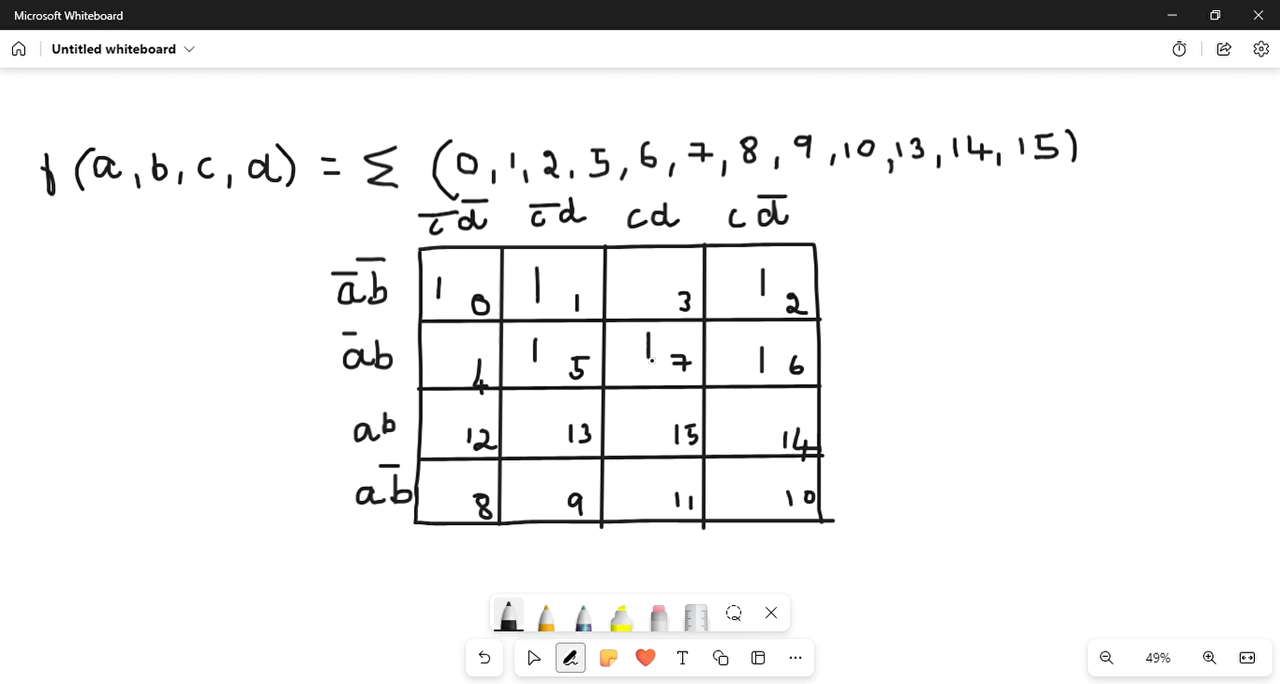 Microsoft Whiteboard
Untitled whiteboard
f (a, b, c, d) = Σ (0, 1, 2, 5, 6, 7, 8, 9, 10, 13, 14, 15)
c̅d̅ c̅d cd cd̅
a̅b̅ 1 0 1 1 3 1 2
a̅b 4 1 5 1 7 1 6
ab 12 13 15 14
ab̅ 8 9 11 10
T
49%